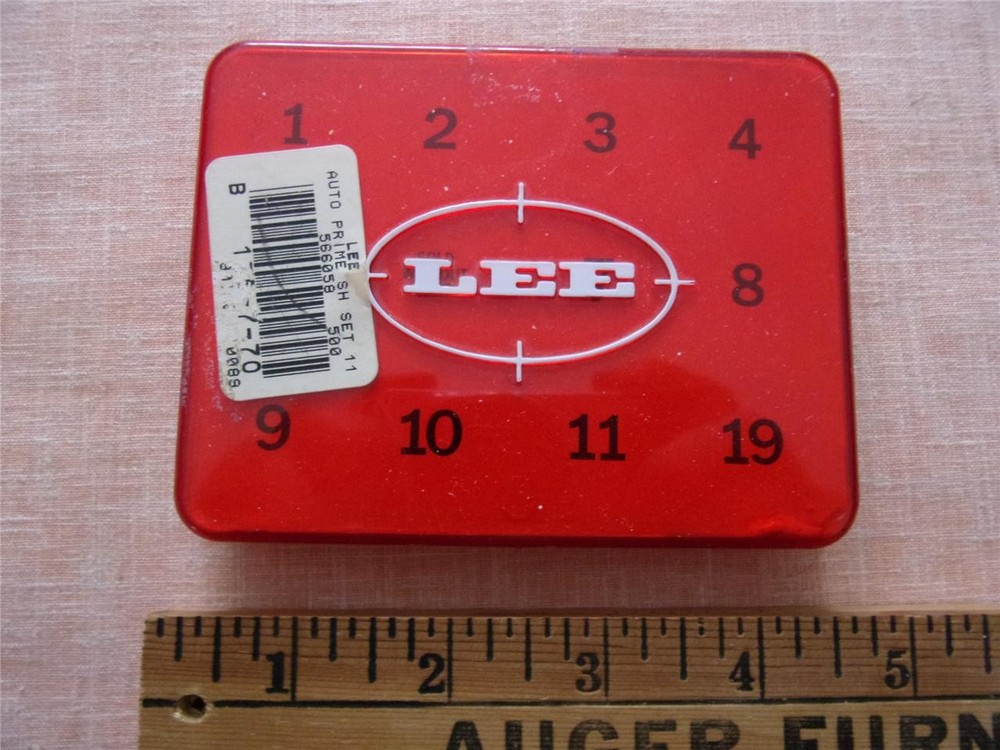 1 2 3 4
LEE
AUTO PRIME SH SET 11
566058 500
B
0089
LEE
8
9 10 11 19
1 2 3 4 5
AUGER FURN